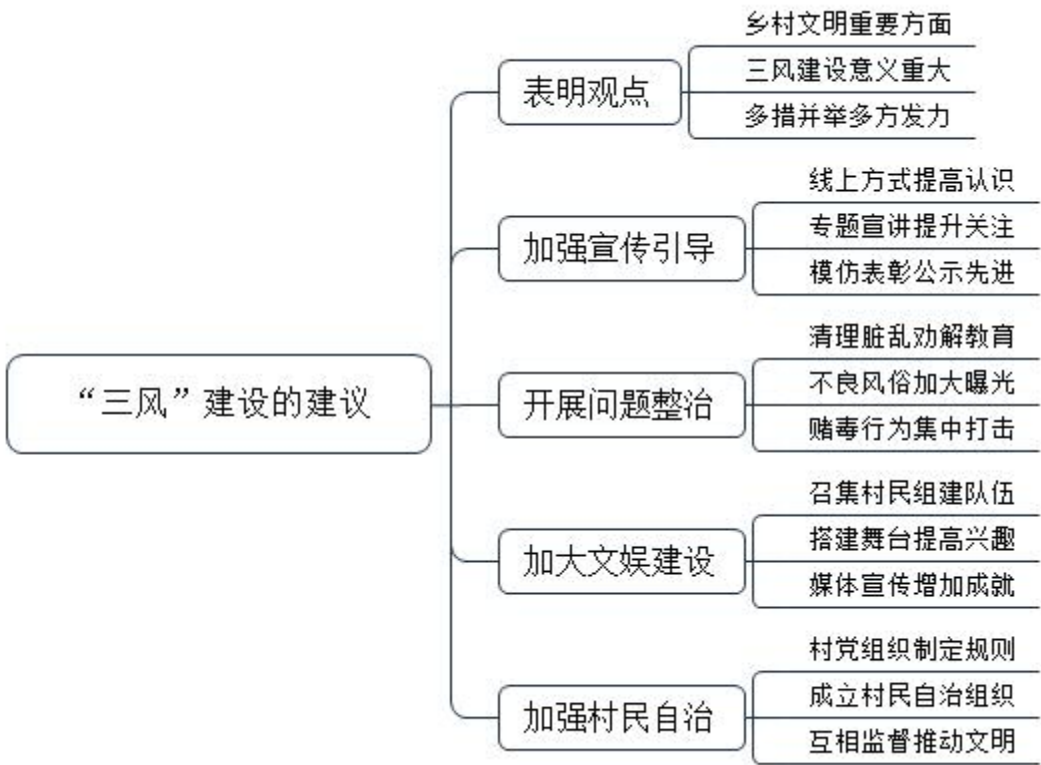 “三风”建设的建议
表明观点
乡村文明重要方面
三风建设意义重大
多措并举多方发力
加强宣传引导
线上方式提高认识
专题宣讲提升关注
模仿表彰公示先进
开展问题整治
清理脏乱劝解教育
不良风俗加大曝光
赌毒行为集中打击
加大文娱建设
召集村民组建队伍
搭建舞台提高兴趣
媒体宣传增加成就
加强村民自治
村党组织制定规则
成立村民自治组织
互相监督推动文明